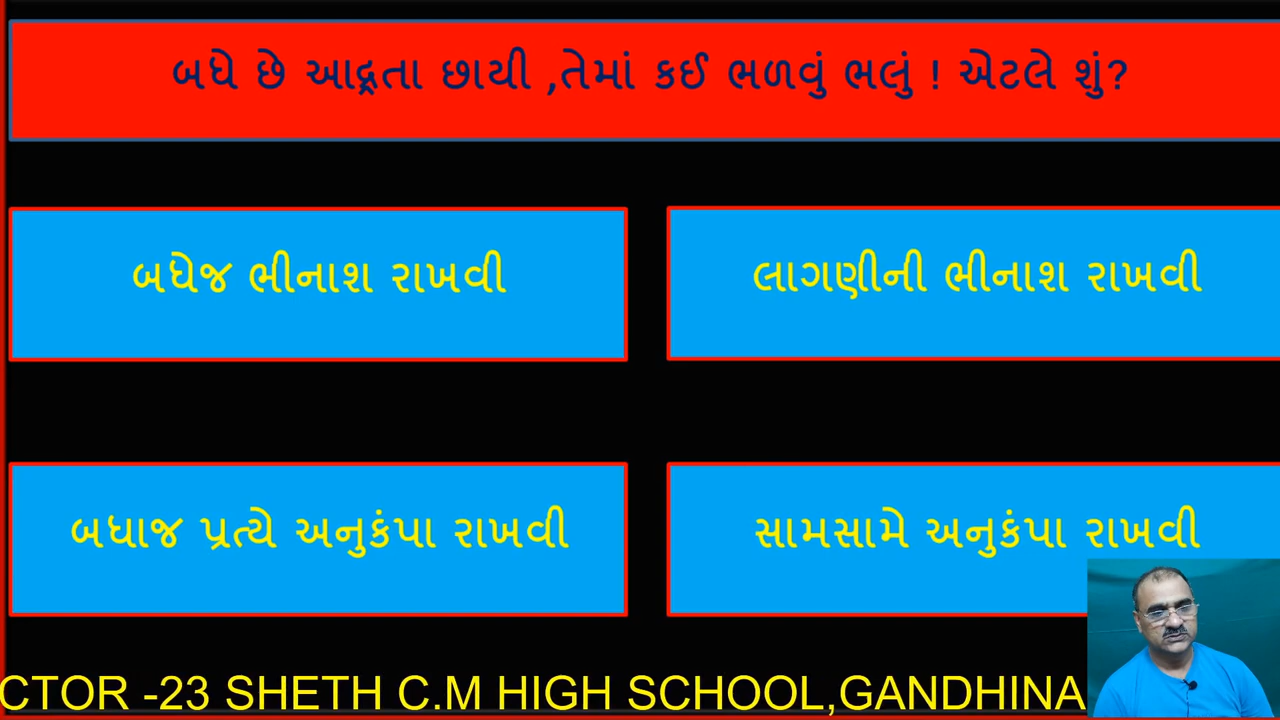 બધે છે આદ્રતા છાયી ,તેમાં કઈ ભળવું ભલું ! એટલે શું?
બધેજ ભીનાશ રાખવી
લાગણીની ભીનાશ રાખવી
બધાજ પ્રત્યે અનુકંપા રાખવી
સામસામે અનુકંપા રાખવી
CTOR -23 SHETH C.M HIGH SCHOOL,GANDHINA